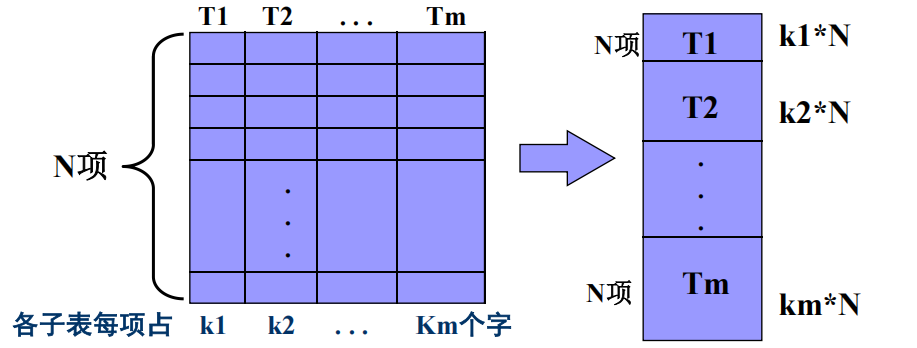 T1 T2 . . . Tm
N项
.
.
.
各子表每项占 k1 k2 . . . Km个字
N项 T1 k1*N
T2 k2*N
.
.
.
N项 Tm km*N